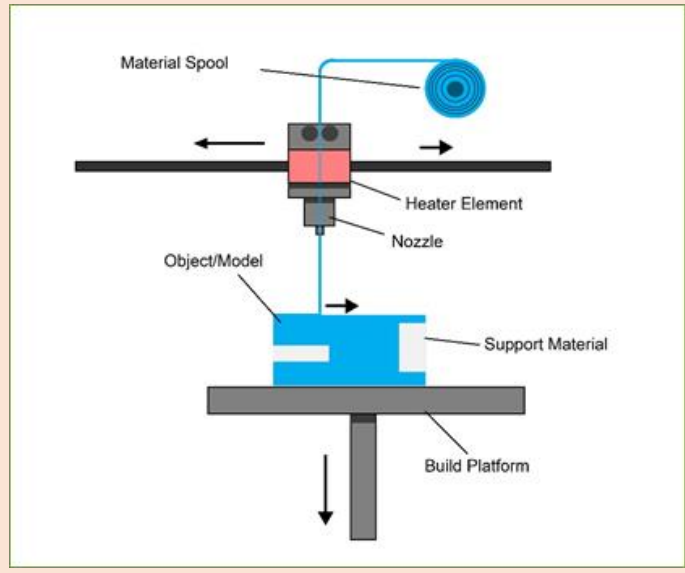 Material Spool
Heater Element
Nozzle
Object/Model
Support Material
Build Platform